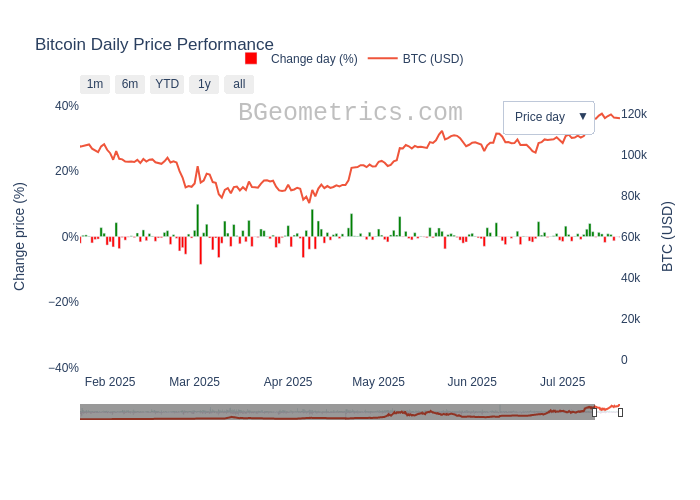 Bitcoin Daily Price Performance
Change day (%)
BTC (USD)
1m
6m
YTD
1y
all
BGeometrics.com
Price day ▼
40%
20%
0%
−20%
−40%
Change price (%)
120k
100k
80k
60k
40k
20k
0
BTC (USD)
Feb 2025
Mar 2025
Apr 2025
May 2025
Jun 2025
Jul 2025